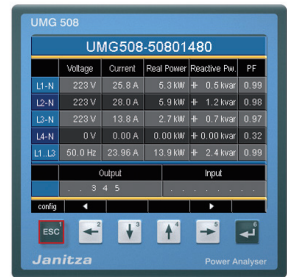 UMG 508
UMG508-50801480
Voltage Current Real Power Reactive Pw. PF
L1-N 223 V 25.8 A 5.3 kW ⫲ 0.5 kvar 0.99
L2-N 223 V 28.0 A 5.9 kW ⫲ 1.2 kvar 0.98
L3-N 223 V 13.8 A 2.7 kW ⫲ 0.7 kvar 0.97
L4-N 0 V 0.00 A 0.00 kW ⫲ 0.00 kvar 0.32
L1..L3 50.0 Hz 23.96 A 13.9 kW ⫲ 2.4 kvar 0.99
Output Input
. . 3 4 5 . . . . . . . .
config ◄ ►
ESC 1 ← 2 ↓ 3 ↑ 4 → 5 ↵ 6
Janitza Power Analyser